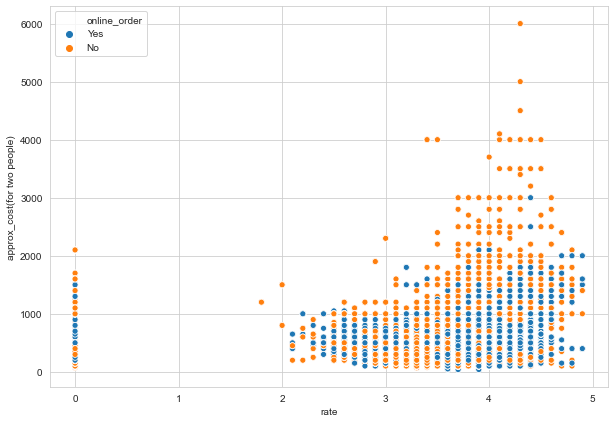 online_order
Yes
No
6000
5000
4000
3000
2000
1000
0
approx_cost(for two people)
0 1 2 3 4 5
rate